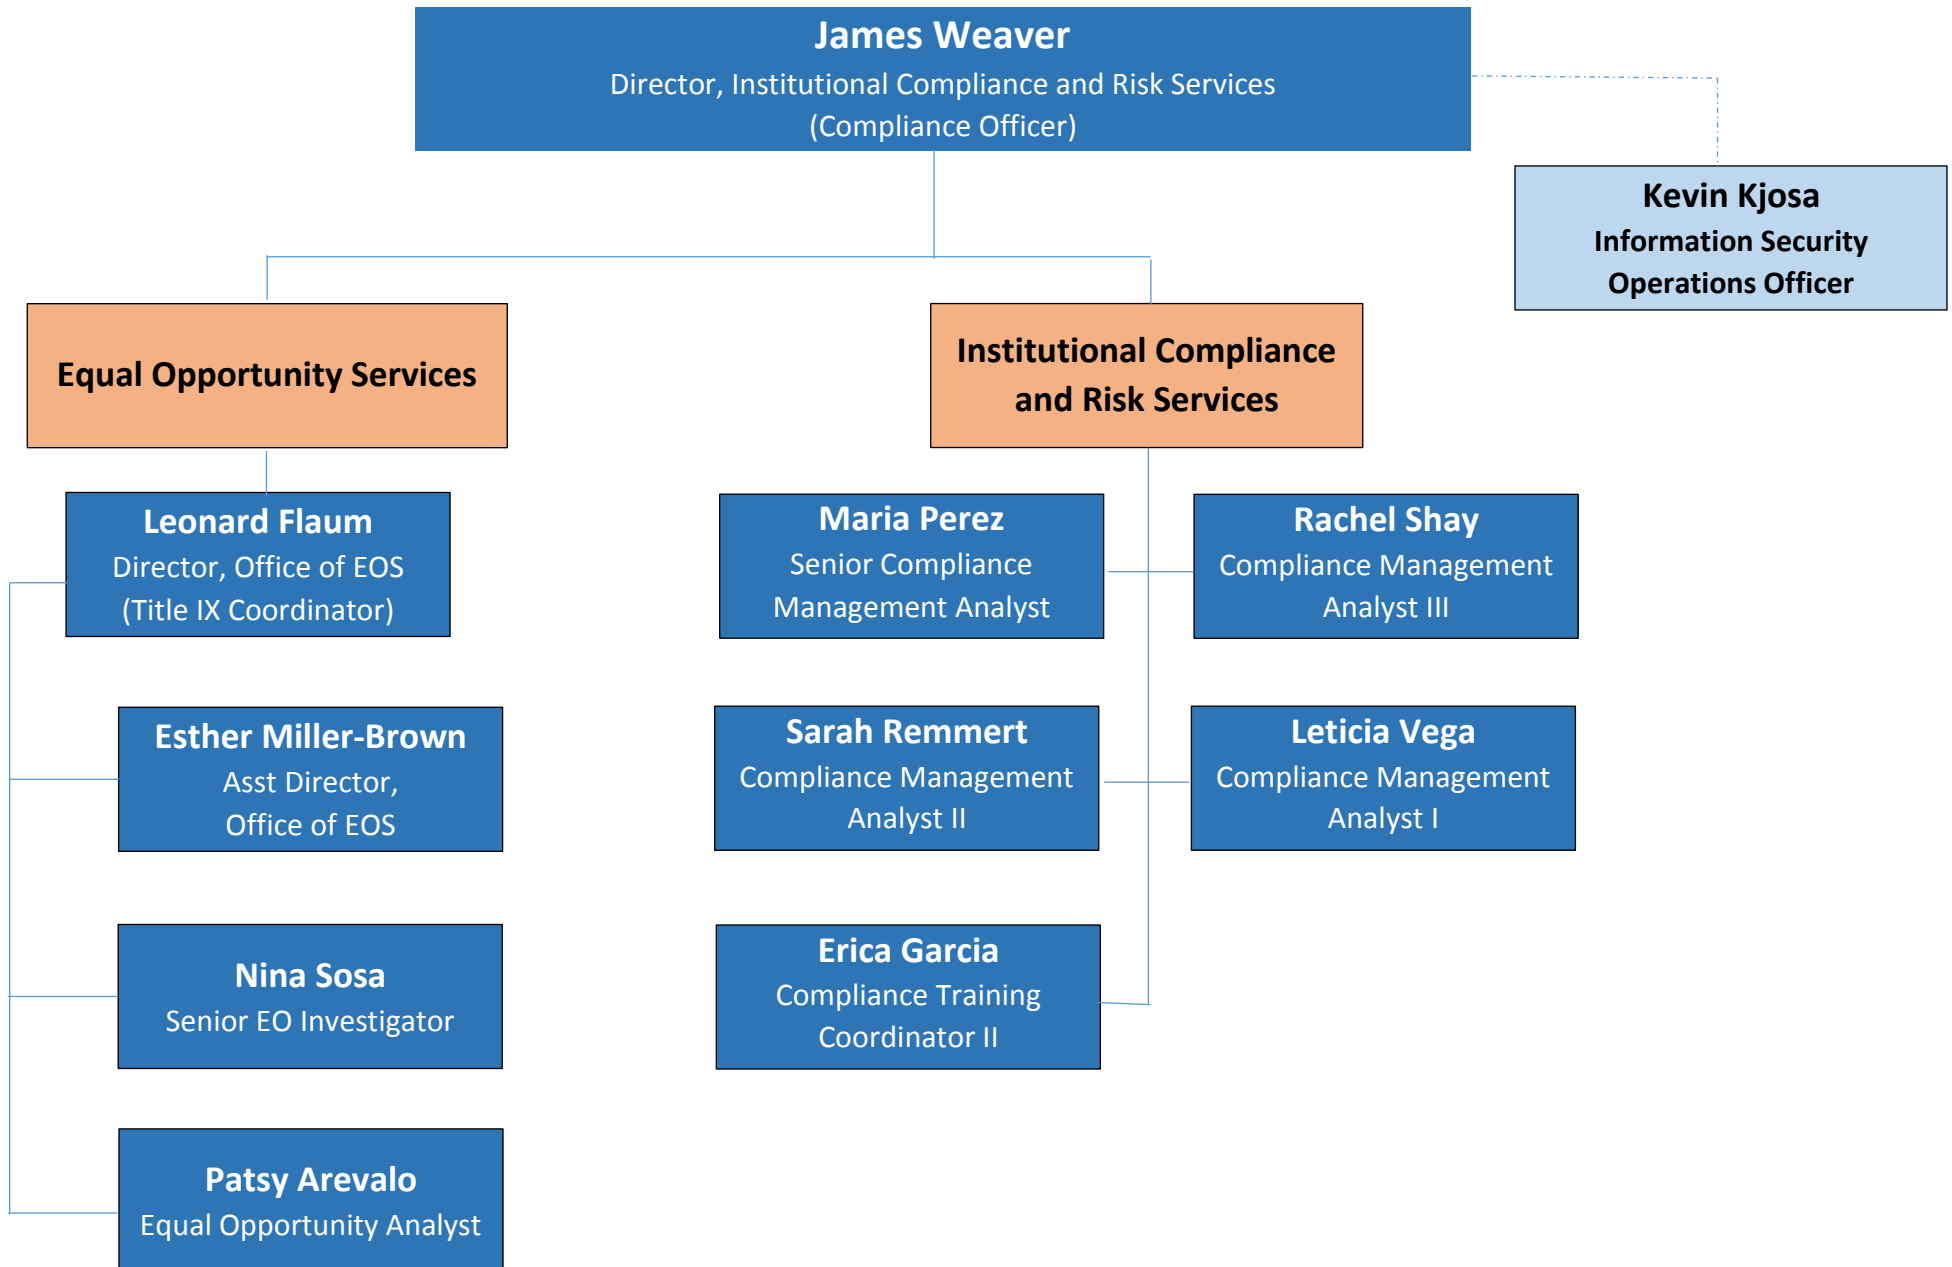 James Weaver
Director, Institutional Compliance and Risk Services
(Compliance Officer)
Kevin Kjosa
Information Security
Operations Officer
Equal Opportunity Services
Institutional Compliance
and Risk Services
Leonard Flaum
Director, Office of EOS
(Title IX Coordinator)
Maria Perez
Senior Compliance
Management Analyst
Rachel Shay
Compliance Management
Analyst III
Esther Miller-Brown
Asst Director,
Office of EOS
Sarah Remmert
Compliance Management
Analyst II
Leticia Vega
Compliance Management
Analyst I
Nina Sosa
Senior EO Investigator
Erica Garcia
Compliance Training
Coordinator II
Patsy Arevalo
Equal Opportunity Analyst